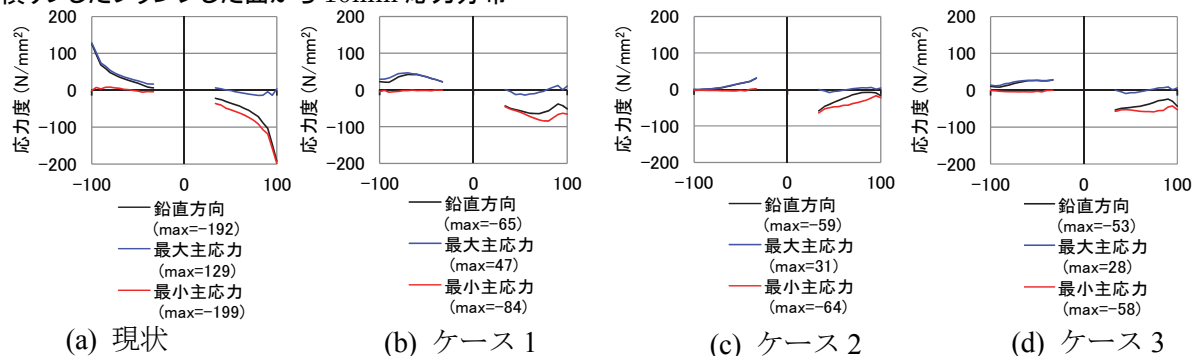 10mm 応力分布
応力度 (N/mm²)
200
100
0
−100
−200
−100 0 100
鉛直方向
(max=−192)
最大主応力
(max=129)
最小主応力
(max=−199)
(a) 現状
応力度 (N/mm²)
200
100
0
−100
−200
−100 0 100
鉛直方向
(max=−65)
最大主応力
(max=47)
最小主応力
(max=−84)
(b) ケース 1
応力度 (N/mm²)
200
100
0
−100
−200
−100 0 100
鉛直方向
(max=−59)
最大主応力
(max=31)
最小主応力
(max=−64)
(c) ケース 2
応力度 (N/mm²)
200
100
0
−100
−200
−100 0 100
鉛直方向
(max=−53)
最大主応力
(max=28)
最小主応力
(max=−58)
(d) ケース 3